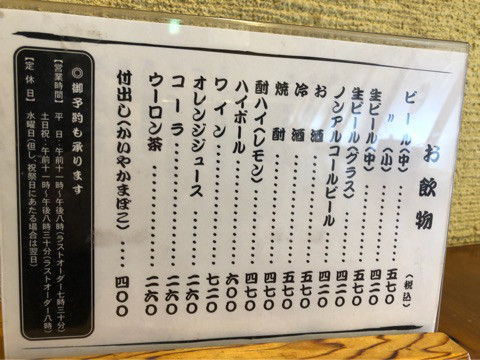 お飲物 (税込)
ビール(中) 五七〇
〃 (小) 四二〇
生ビール(中) 五七〇
生ビール(グラス) 四二〇
ノンアルコールビール 四二〇
お酒 五七〇
冷酒 五七〇
焼酎 四七〇
酎ハイ(レモン) 四七〇
ハイボール 六〇〇
ワイン 七二〇
オレンジジュース 二六〇
コーラ 二六〇
ウーロン茶 二六〇
付出し(かいやかまぼこ) 四〇〇
◎御予約も承ります
【営業時間】 平 日:午前十一時〜午後八時(ラストオーダー七時三十分)
土日祝:午前十一時〜午後八時三十分(ラストオーダー八時)
【定休日】 水曜日(但し、祝祭日にあたる場合は翌日)